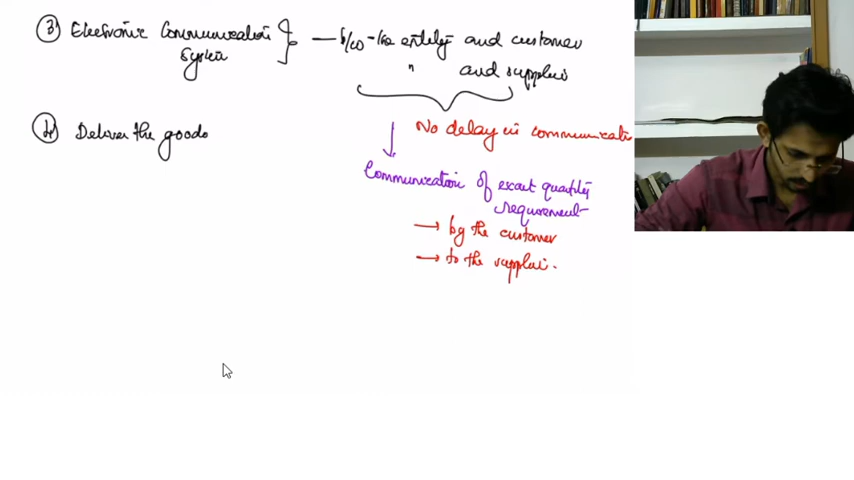 ③ Electronic Communication
System } — b/w the entity and customer
" and supplier
④ Deliver the goods
No delay in communicati
Communication of exact quantity
requirement
→ by the customer
→ to the supplier.